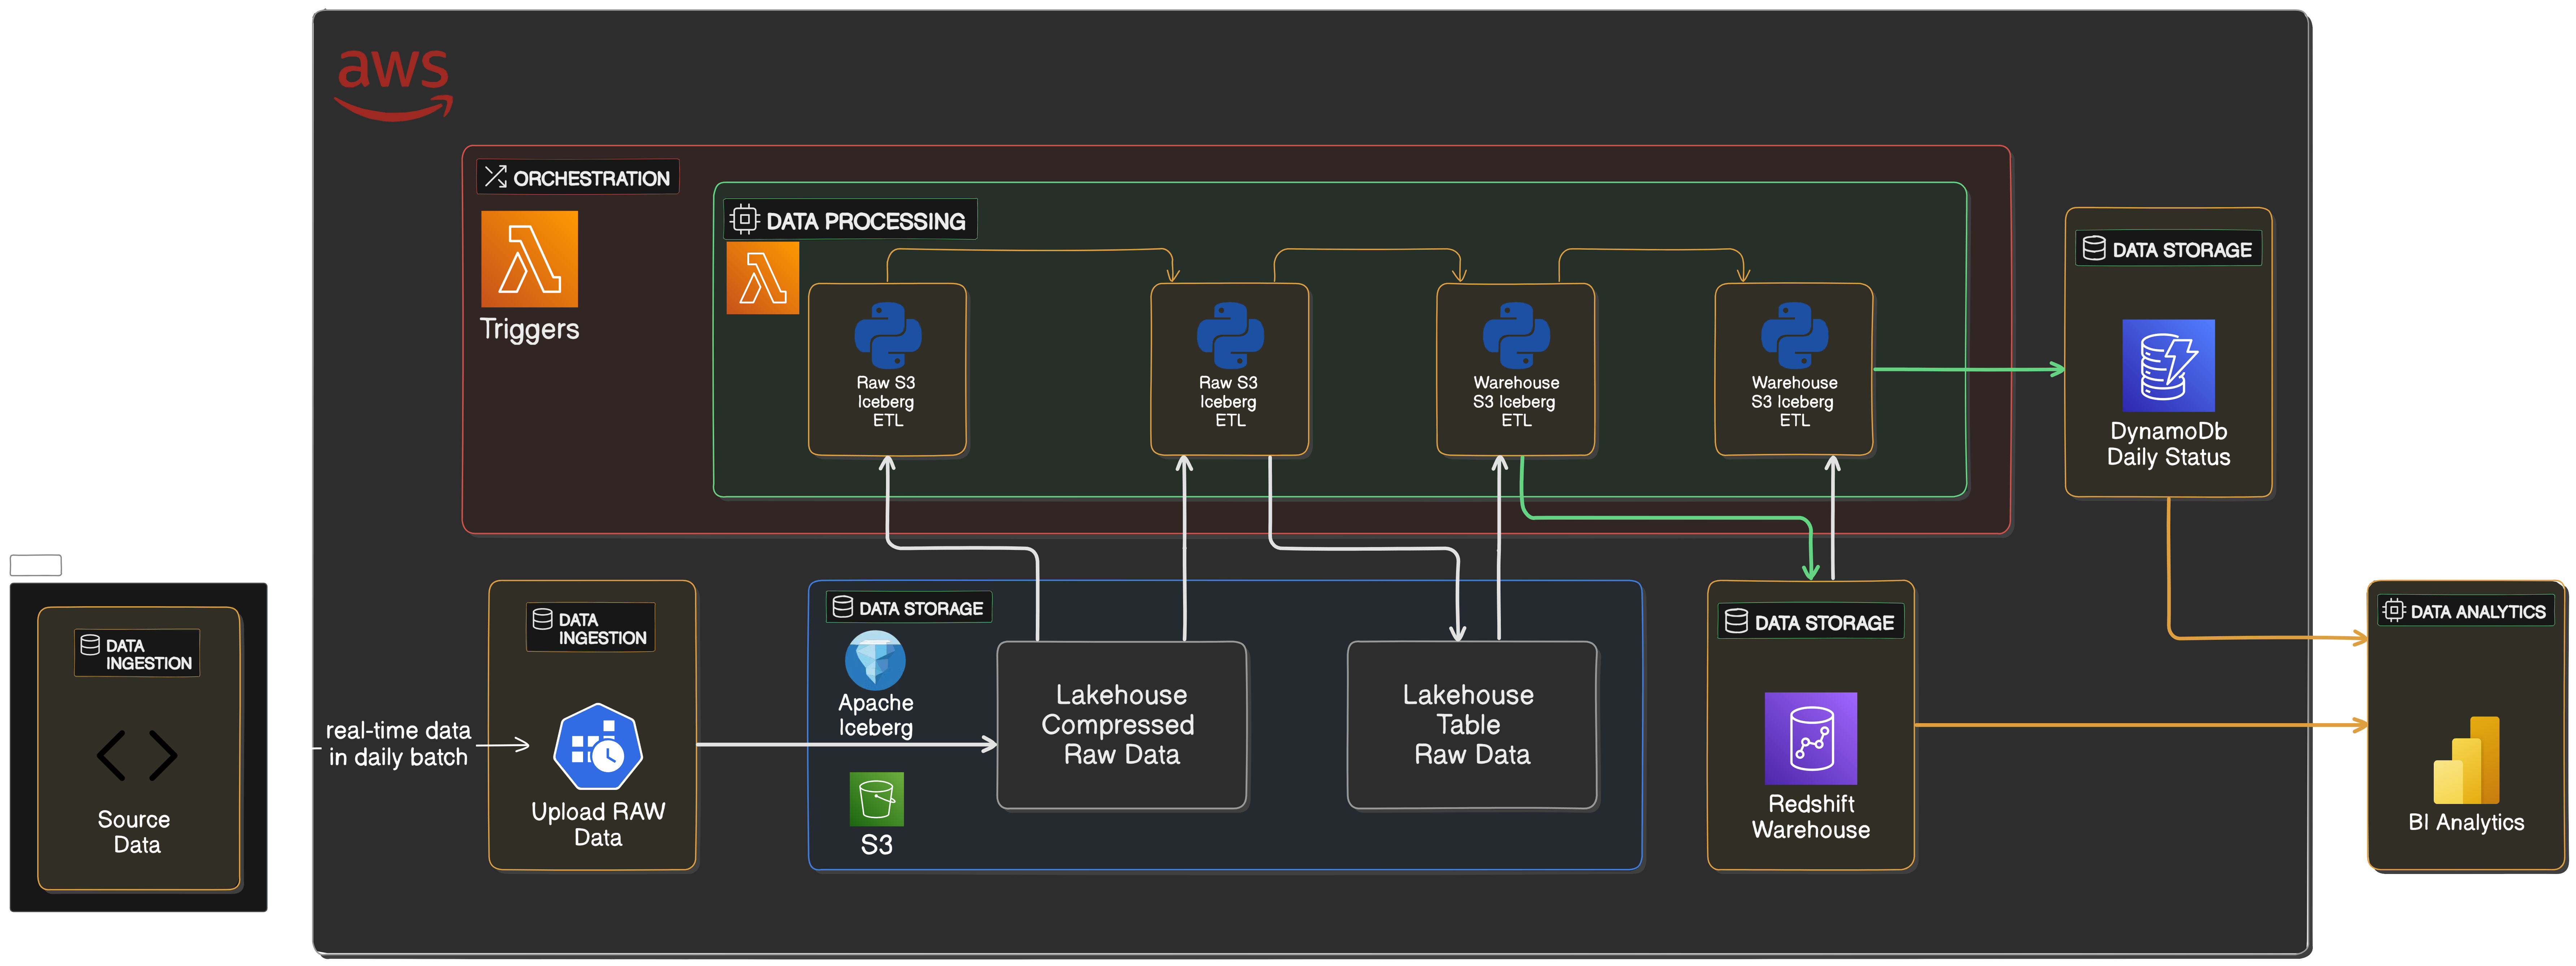 aws
ORCHESTRATION
Triggers
DATA PROCESSING
Raw S3
Iceberg
ETL
Raw S3
Iceberg
ETL
Warehouse
S3 Iceberg
ETL
Warehouse
S3 Iceberg
ETL
DATA STORAGE
DynamoDb
Daily Status
DATA
INGESTION
Source
Data
real-time data
in daily batch
DATA
INGESTION
Upload RAW
Data
DATA STORAGE
Apache
Iceberg
S3
Lakehouse
Compressed
Raw Data
Lakehouse
Table
Raw Data
DATA STORAGE
Redshift
Warehouse
DATA ANALYTICS
BI Analytics